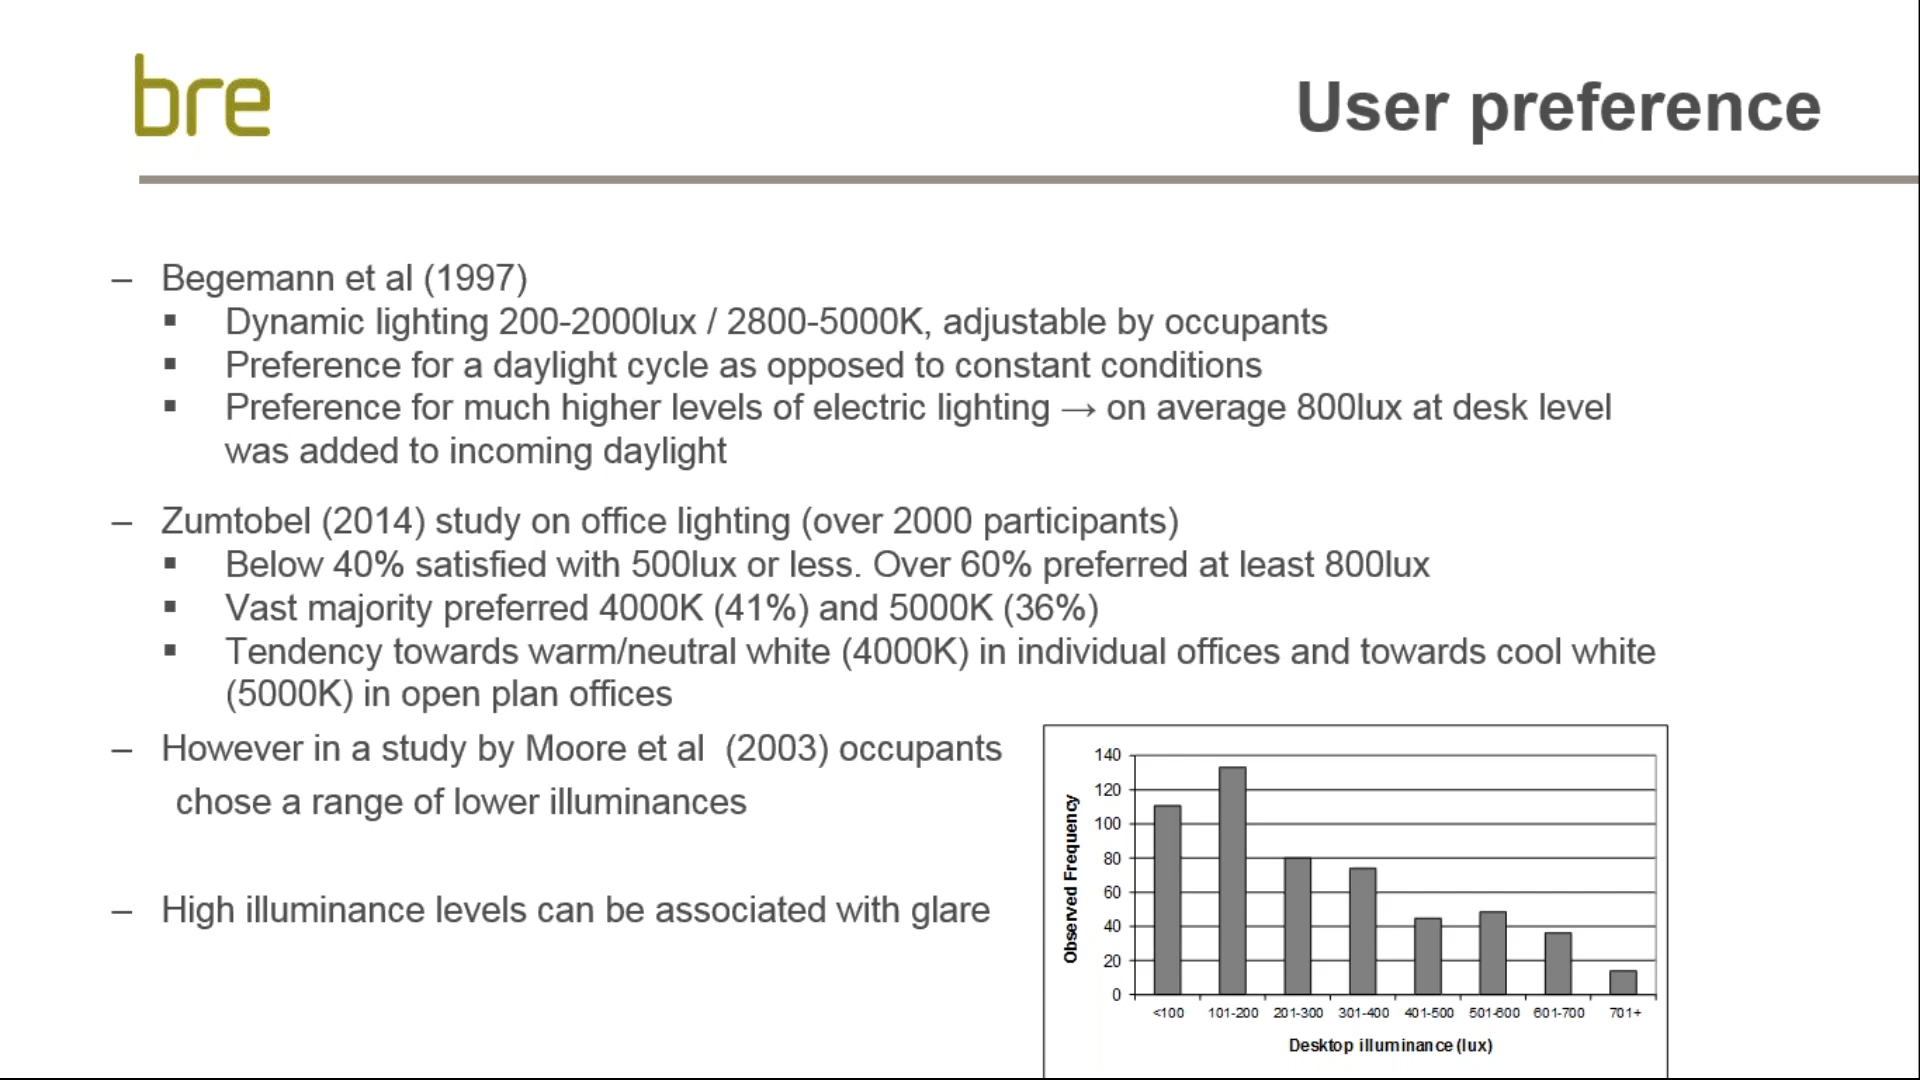 bre
User preference
– Begemann et al (1997)
▪ Dynamic lighting 200-2000lux / 2800-5000K, adjustable by occupants
▪ Preference for a daylight cycle as opposed to constant conditions
▪ Preference for much higher levels of electric lighting → on average 800lux at desk level
was added to incoming daylight
– Zumtobel (2014) study on office lighting (over 2000 participants)
▪ Below 40% satisfied with 500lux or less. Over 60% preferred at least 800lux
▪ Vast majority preferred 4000K (41%) and 5000K (36%)
▪ Tendency towards warm/neutral white (4000K) in individual offices and towards cool white
(5000K) in open plan offices
– However in a study by Moore et al (2003) occupants
chose a range of lower illuminances
– High illuminance levels can be associated with glare
Observed Frequency
140
120
100
80
60
40
20
0
<100 101-200 201-300 301-400 401-500 501-600 601-700 701+
Desktop illuminance (lux)